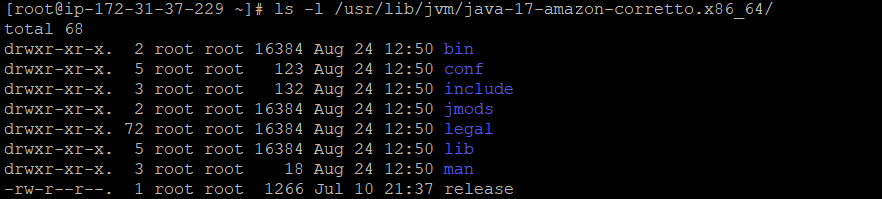 [root@ip-172-31-37-229 ~]# ls -l /usr/lib/jvm/java-17-amazon-corretto.x86_64/
total 68
drwxr-xr-x.  2 root root 16384 Aug 24 12:50 bin
drwxr-xr-x.  5 root root   123 Aug 24 12:50 conf
drwxr-xr-x.  3 root root   132 Aug 24 12:50 include
drwxr-xr-x.  2 root root 16384 Aug 24 12:50 jmods
drwxr-xr-x. 72 root root 16384 Aug 24 12:50 legal
drwxr-xr-x.  5 root root 16384 Aug 24 12:50 lib
drwxr-xr-x.  3 root root    18 Aug 24 12:50 man
-rw-r--r--.  1 root root  1266 Jul 10 21:37 release